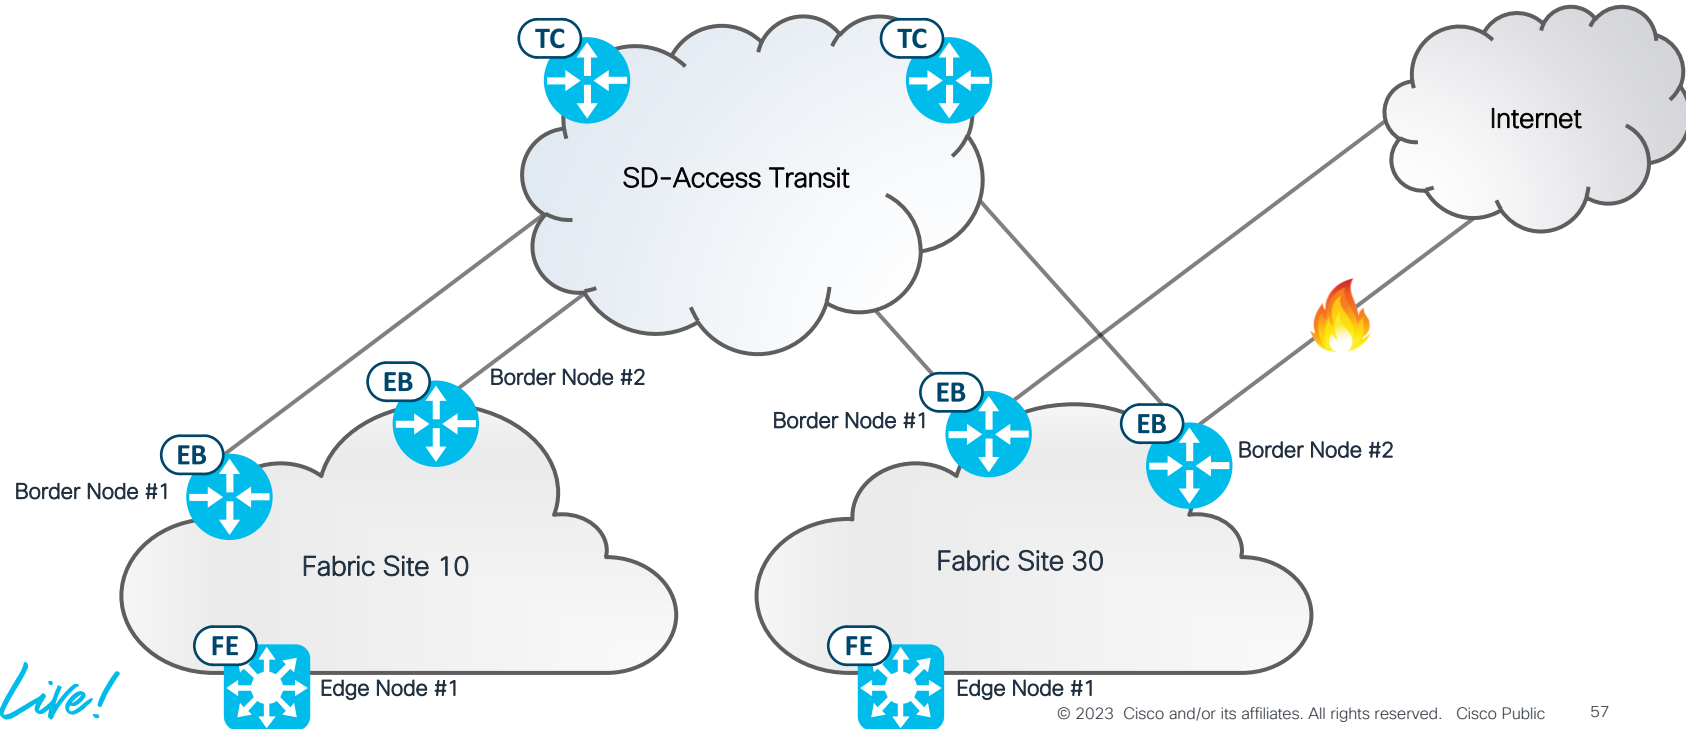 TC
TC
Internet
SD-Access Transit
EB
Border Node #2
EB
Border Node #1
EB
Border Node #2
EB
Border Node #1
Fabric Site 10
Fabric Site 30
FE
Edge Node #1
FE
Edge Node #1
Live!
© 2023 Cisco and/or its affiliates. All rights reserved. Cisco Public
57